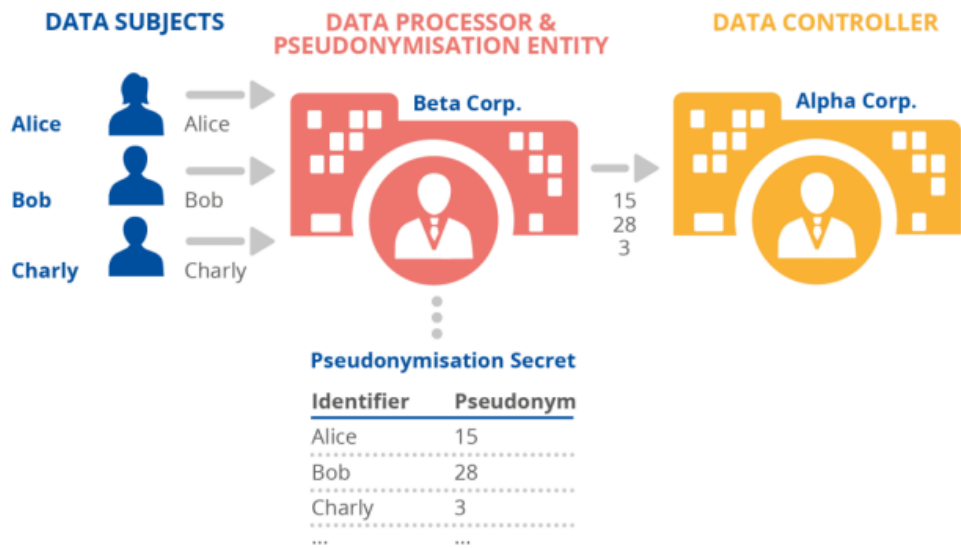 DATA SUBJECTS
DATA PROCESSOR &
PSEUDONYMISATION ENTITY
DATA CONTROLLER
Beta Corp.
Alpha Corp.
Alice
Alice
Bob
Bob
Charly
Charly
15
28
3
Pseudonymisation Secret
Identifier Pseudonym
Alice 15
Bob 28
Charly 3
... ...